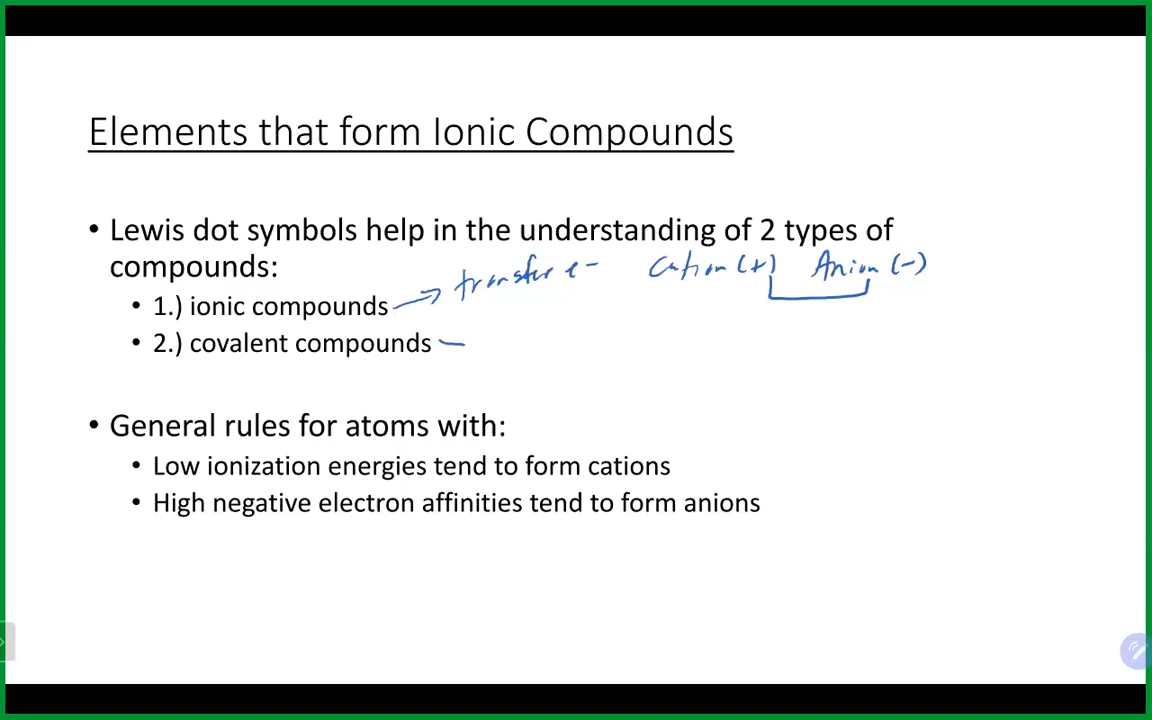 Elements that form Ionic Compounds
• Lewis dot symbols help in the understanding of 2 types of
compounds:
transfer e- Cation (+) Anion (-)
• 1.) ionic compounds
• 2.) covalent compounds
• General rules for atoms with:
• Low ionization energies tend to form cations
• High negative electron affinities tend to form anions